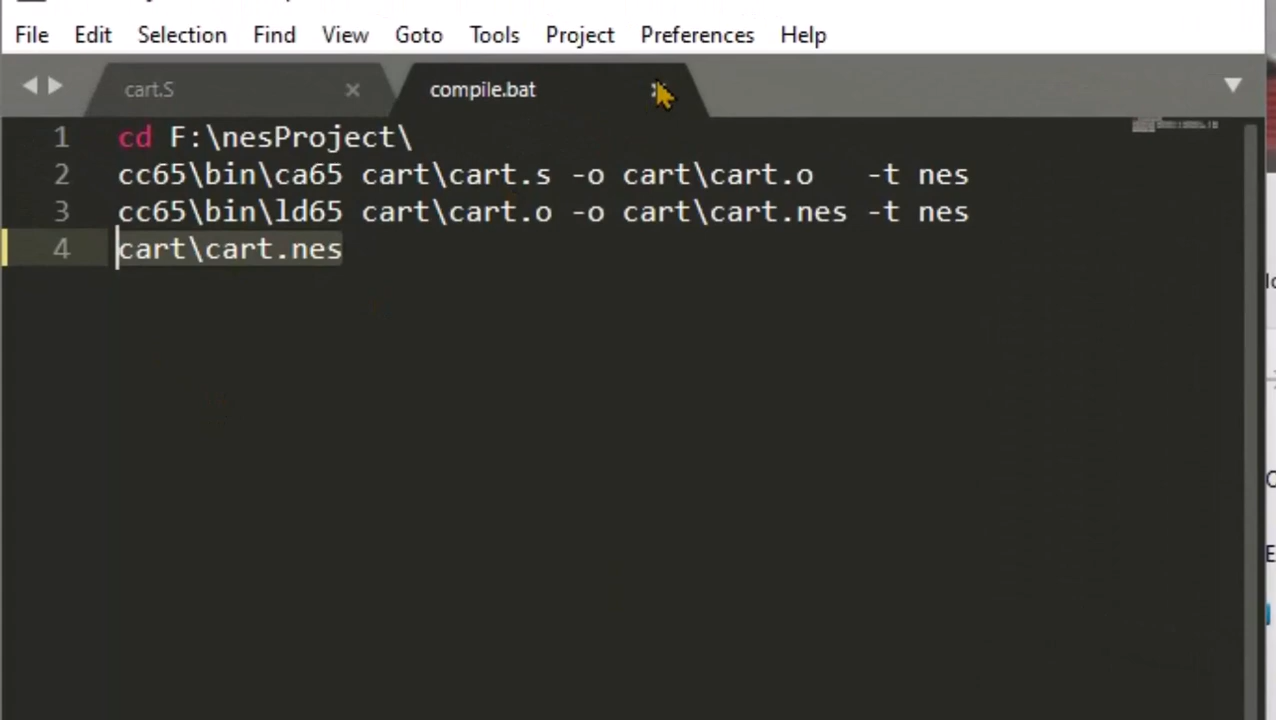 File Edit Selection Find View Goto Tools Project Preferences Help
cart.S compile.bat
1 cd F:\nesProject\
2 cc65\bin\ca65 cart\cart.s -o cart\cart.o   -t nes
3 cc65\bin\ld65 cart\cart.o -o cart\cart.nes -t nes
4 cart\cart.nes